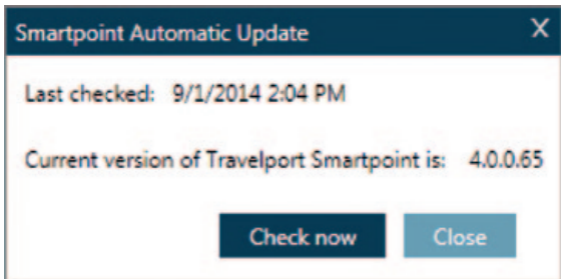 Smartpoint Automatic Update X
Last checked: 9/1/2014 2:04 PM
Current version of Travelport Smartpoint is: 4.0.0.65
Check now Close